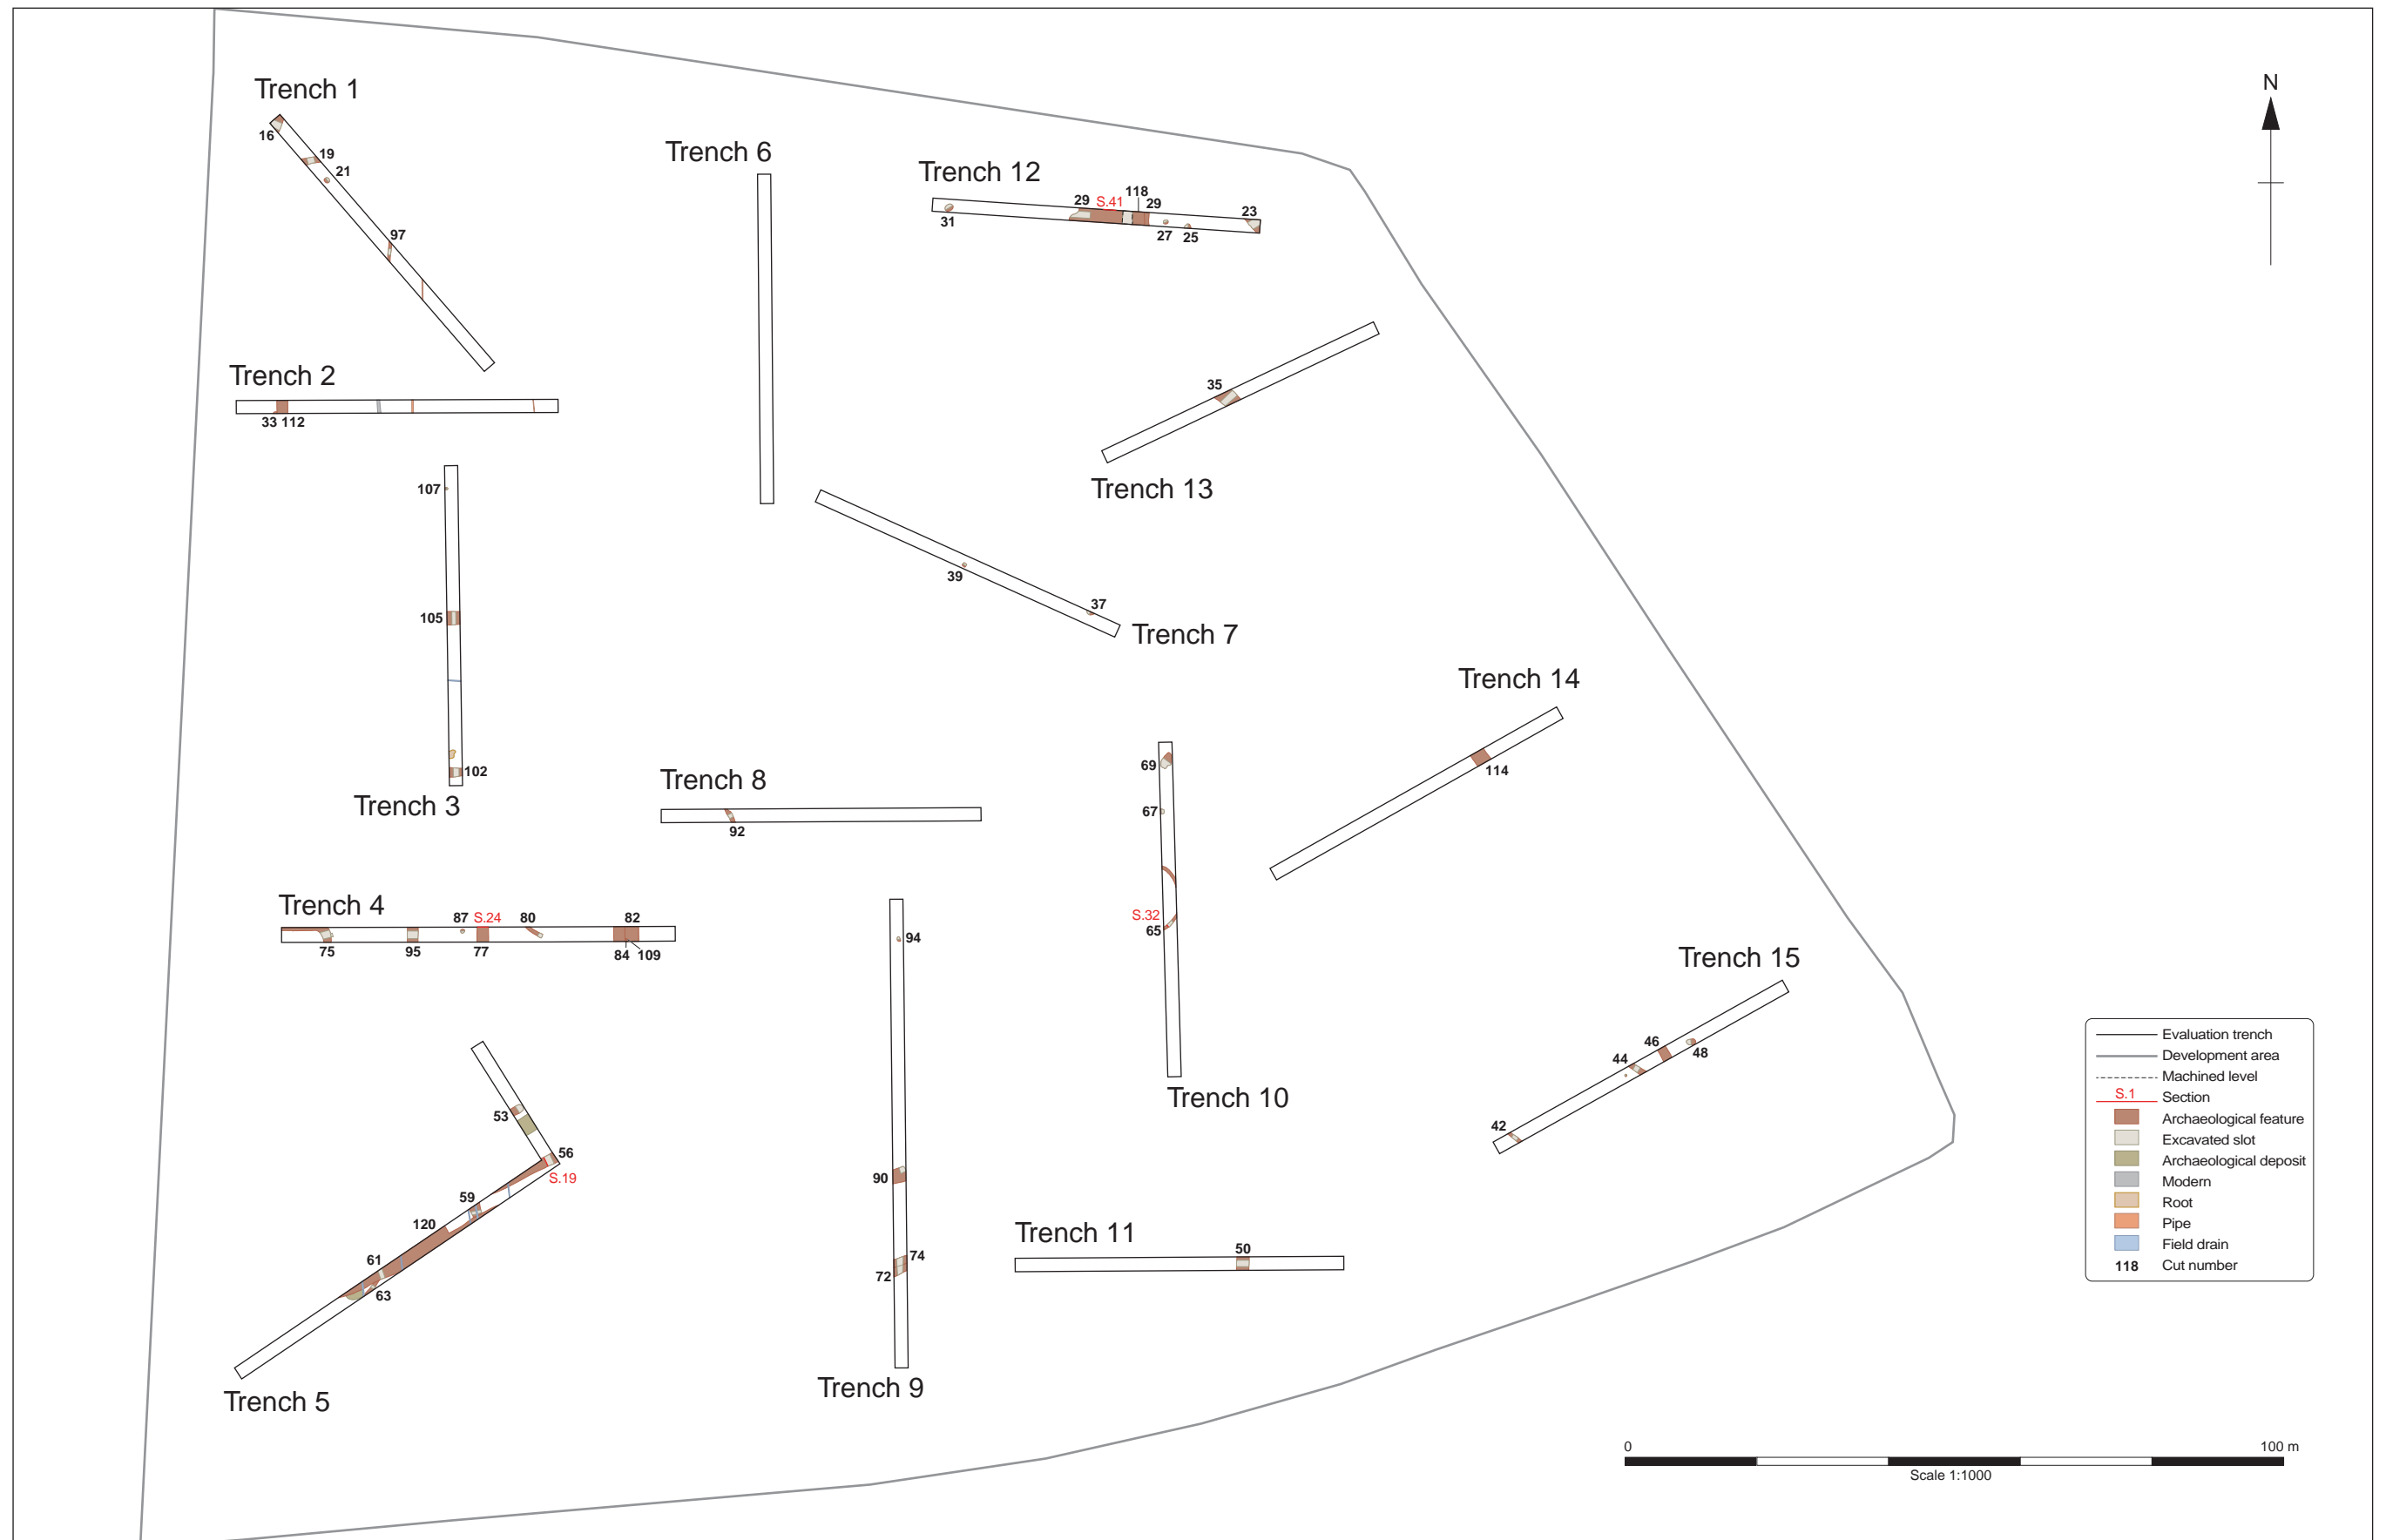 N
Trench 1
16
19
21
97
Trench 6
Trench 12
29
S.41
118
29
23
31
27
25
Trench 2
33
112
35
Trench 13
107
105
102
Trench 3
39
37
Trench 7
Trench 14
114
Trench 8
92
69
67
S.32
65
Trench 10
Trench 4
87
S.24
80
82
75
95
77
84
109
94
90
74
72
Trench 9
Trench 15
46
44
48
42
53
56
S.19
59
120
61
63
Trench 5
Trench 11
50
Evaluation trench
Development area
Machined level
S.1
Section
Archaeological feature
Excavated slot
Archaeological deposit
Modern
Root
Pipe
Field drain
118 Cut number
0
100 m
Scale 1:1000